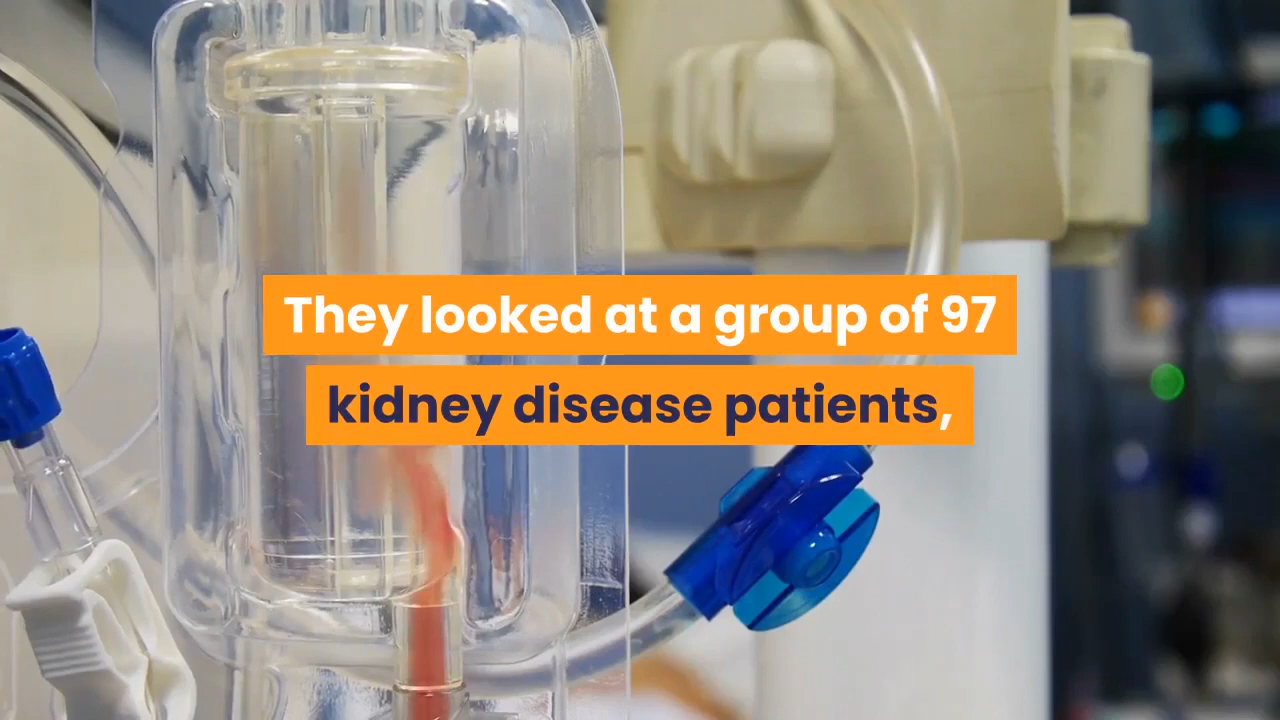 They looked at a group of 97
kidney disease patients,